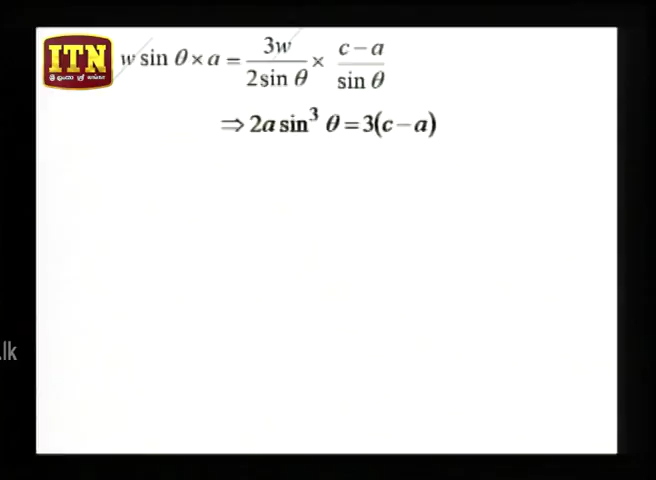 ITN
w sin θ × a = 3w / 2 sin θ × c − a / sin θ
⇒ 2a sin³ θ = 3(c − a)
.lk